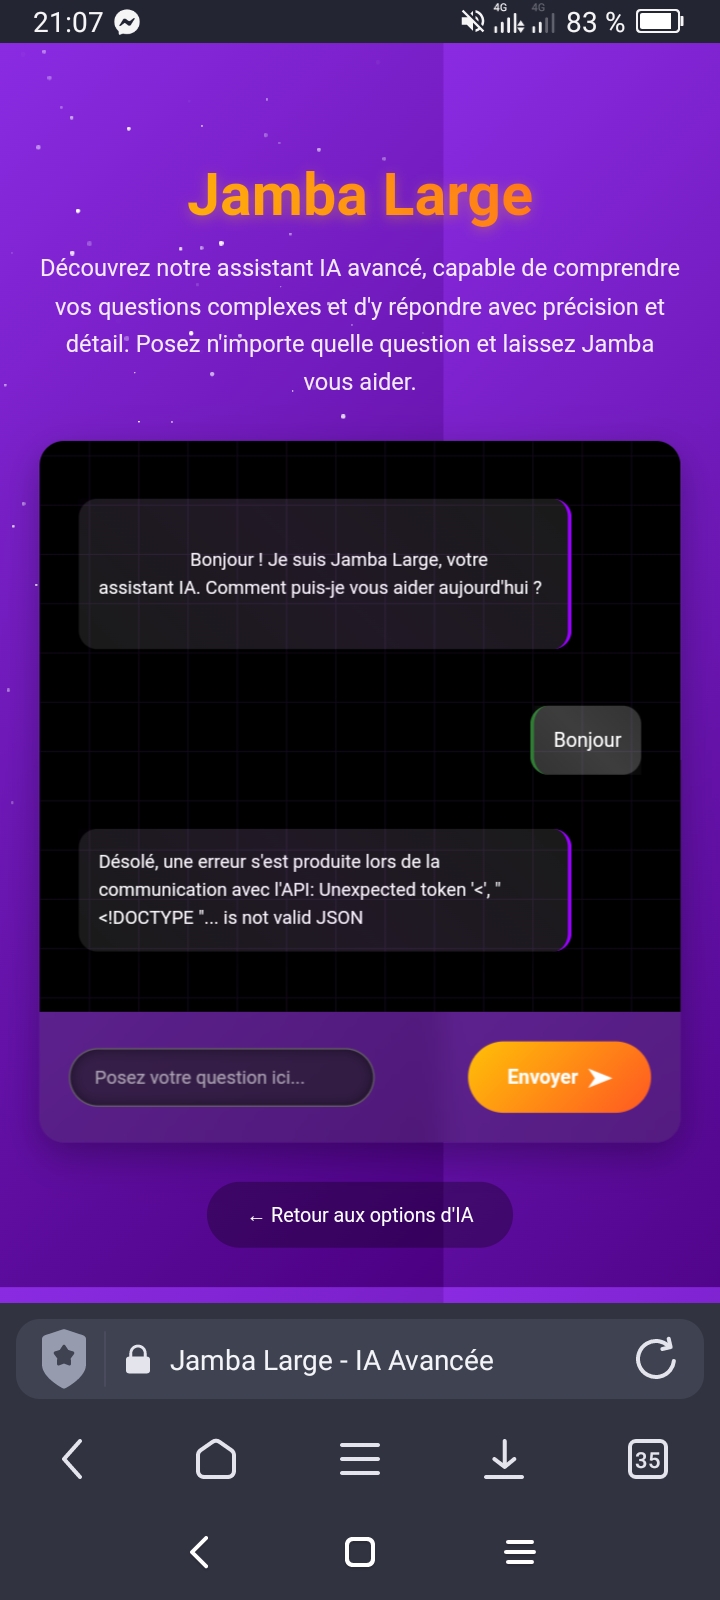 21:07
4G 4G 83 %
Jamba Large
Découvrez notre assistant IA avancé, capable de comprendre
vos questions complexes et d'y répondre avec précision et
détail. Posez n'importe quelle question et laissez Jamba
vous aider.
Bonjour ! Je suis Jamba Large, votre
assistant IA. Comment puis-je vous aider aujourd'hui ?
Bonjour
Désolé, une erreur s'est produite lors de la
communication avec l'API: Unexpected token '<', "
<!DOCTYPE "... is not valid JSON
Posez votre question ici...
Envoyer
← Retour aux options d'IA
Jamba Large - IA Avancée
35